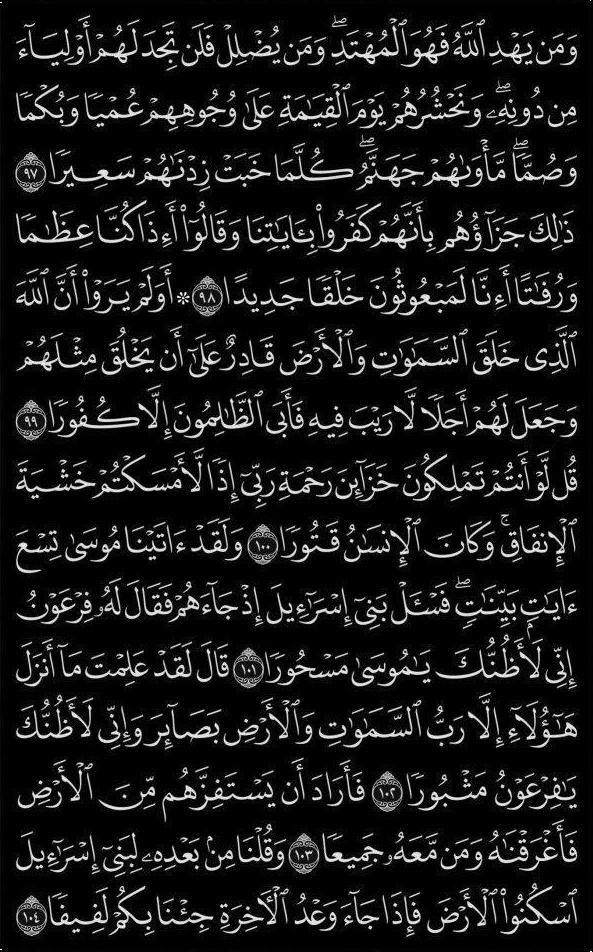 وَمَن يَهْدِ ٱللَّهُ فَهُوَ ٱلْمُهْتَدِۖ وَمَن يُضْلِلْ فَلَن تَجِدَ لَهُمْ أَوْلِيَآءَ
مِن دُونِهِۦۖ وَنَحْشُرُهُمْ يَوْمَ ٱلْقِيَٰمَةِ عَلَىٰ وُجُوهِهِمْ عُمْيًا وَبُكْمًا
وَصُمًّاۖ مَّأْوَىٰهُمْ جَهَنَّمُۖ كُلَّمَا خَبَتْ زِدْنَٰهُمْ سَعِيرًا ٩٧
ذَٰلِكَ جَزَآؤُهُم بِأَنَّهُمْ كَفَرُوا۟ بِـَٔايَٰتِنَا وَقَالُوٓا۟ أَءِذَا كُنَّا عِظَٰمًا
وَرُفَٰتًا أَءِنَّا لَمَبْعُوثُونَ خَلْقًا جَدِيدًا ٩٨ ۞ أَوَلَمْ يَرَوْا۟ أَنَّ ٱللَّهَ
ٱلَّذِى خَلَقَ ٱلسَّمَٰوَٰتِ وَٱلْأَرْضَ قَادِرٌ عَلَىٰٓ أَن يَخْلُقَ مِثْلَهُمْ
وَجَعَلَ لَهُمْ أَجَلًا لَّا رَيْبَ فِيهِ فَأَبَى ٱلظَّٰلِمُونَ إِلَّا كُفُورًا ٩٩
قُل لَّوْ أَنتُمْ تَمْلِكُونَ خَزَآئِنَ رَحْمَةِ رَبِّىٓ إِذًا لَّأَمْسَكْتُمْ خَشْيَةَ
ٱلْإِنفَاقِۚ وَكَانَ ٱلْإِنسَٰنُ قَتُورًا ١٠٠ وَلَقَدْ ءَاتَيْنَا مُوسَىٰ تِسْعَ
ءَايَٰتٍۭ بَيِّنَٰتٍۖ فَسْـَٔلْ بَنِىٓ إِسْرَٰٓءِيلَ إِذْ جَآءَهُمْ فَقَالَ لَهُۥ فِرْعَوْنُ
إِنِّى لَأَظُنُّكَ يَٰمُوسَىٰ مَسْحُورًا ١٠١ قَالَ لَقَدْ عَلِمْتَ مَآ أَنزَلَ
هَٰٓؤُلَآءِ إِلَّا رَبُّ ٱلسَّمَٰوَٰتِ وَٱلْأَرْضِ بَصَآئِرَ وَإِنِّى لَأَظُنُّكَ
يَٰفِرْعَوْنُ مَثْبُورًا ١٠٢ فَأَرَادَ أَن يَسْتَفِزَّهُم مِّنَ ٱلْأَرْضِ
فَأَغْرَقْنَٰهُ وَمَن مَّعَهُۥ جَمِيعًا ١٠٣ وَقُلْنَا مِنۢ بَعْدِهِۦ لِبَنِىٓ إِسْرَٰٓءِيلَ
ٱسْكُنُوا۟ ٱلْأَرْضَ فَإِذَا جَآءَ وَعْدُ ٱلْـَٔاخِرَةِ جِئْنَا بِكُمْ لَفِيفًا ١٠٤